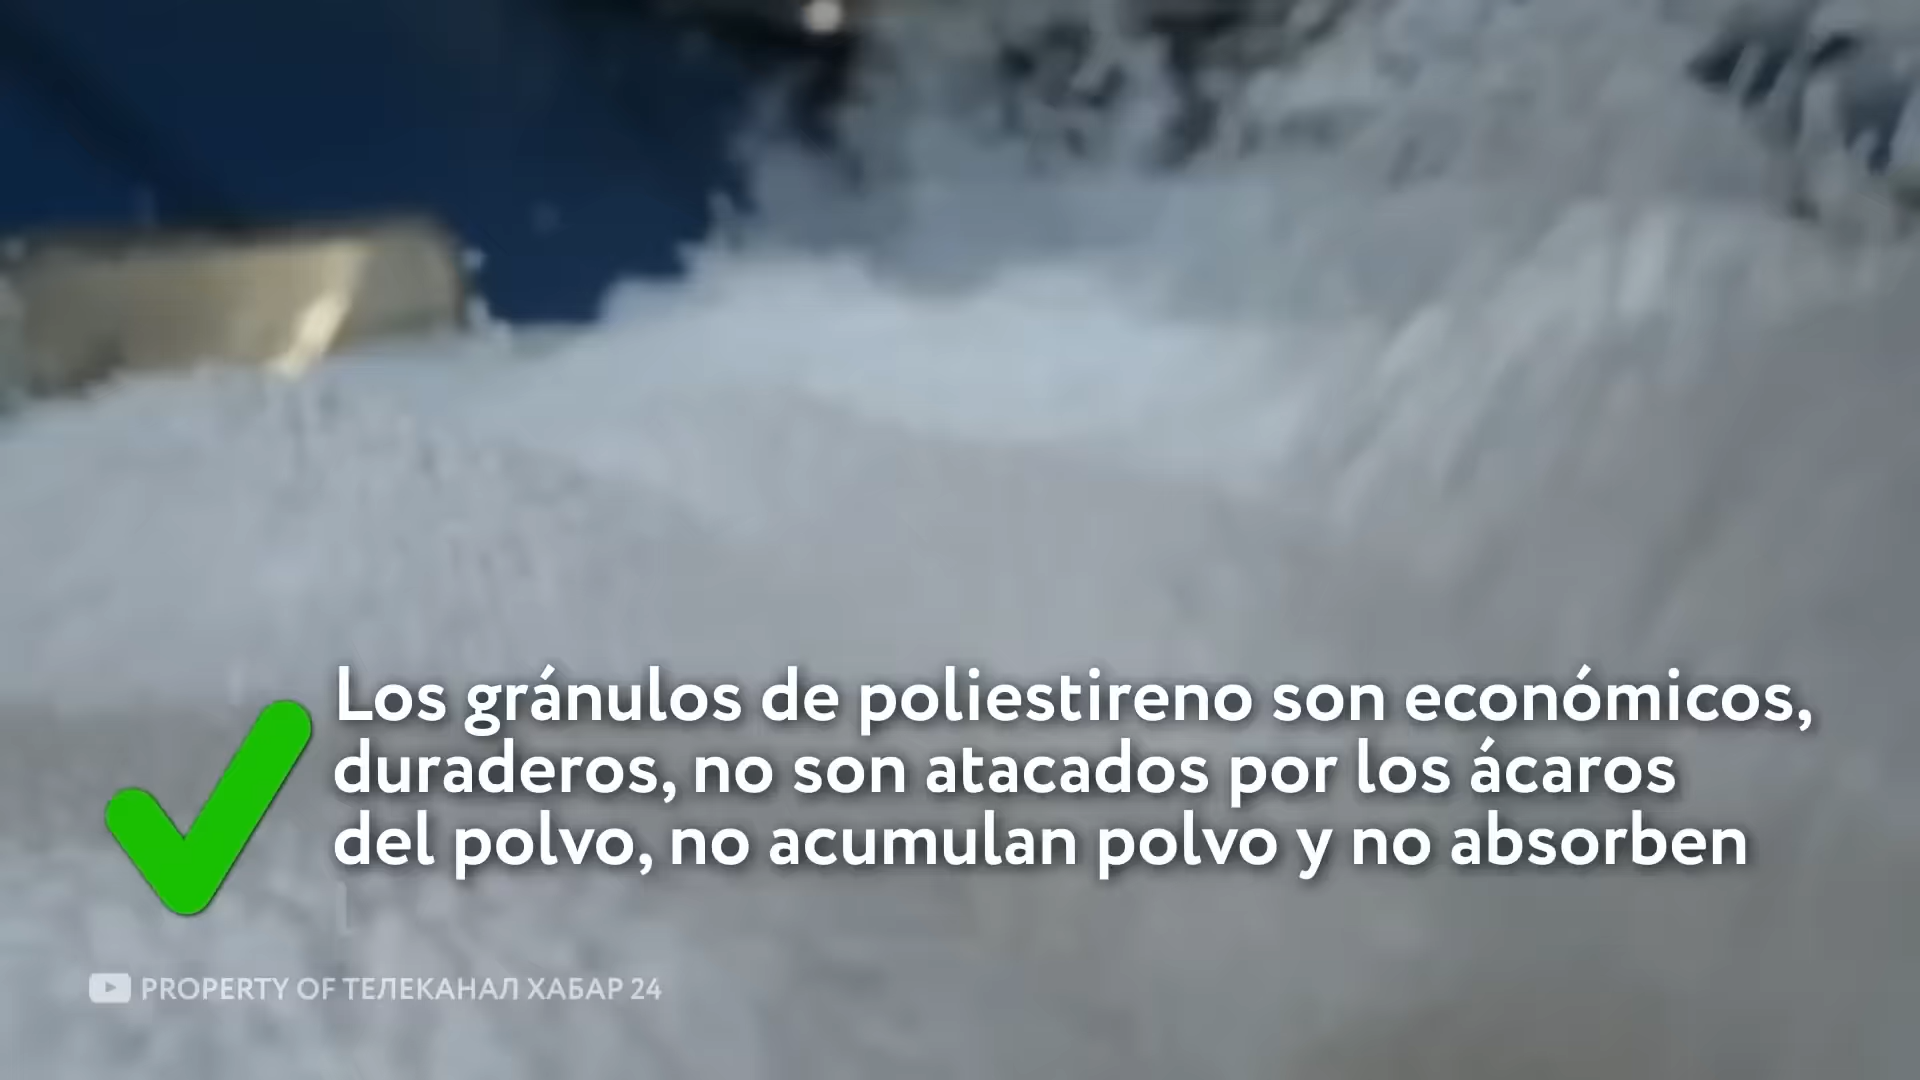 Los gránulos de poliestireno son económicos,
duraderos, no son atacados por los ácaros
del polvo, no acumulan polvo y no absorben
PROPERTY OF ТЕЛЕКАНАЛ ХАБАР 24